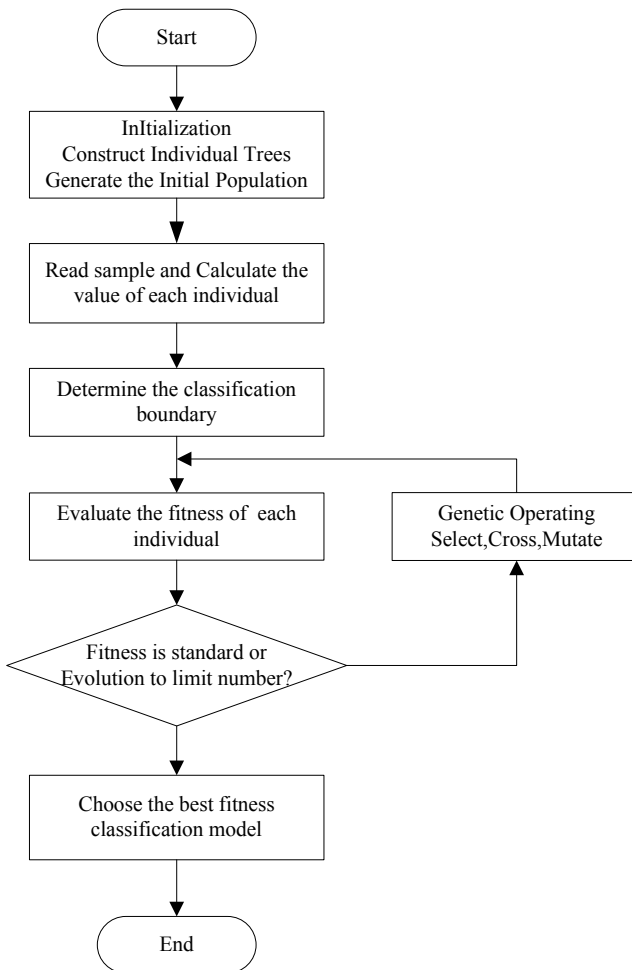 Start
InItialization
Construct Individual Trees
Generate the Initial Population
Read sample and Calculate the
value of each individual
Determine the classification
boundary
Evaluate the fitness of each
individual
Genetic Operating
Select,Cross,Mutate
Fitness is standard or
Evolution to limit number?
Choose the best fitness
classification model
End